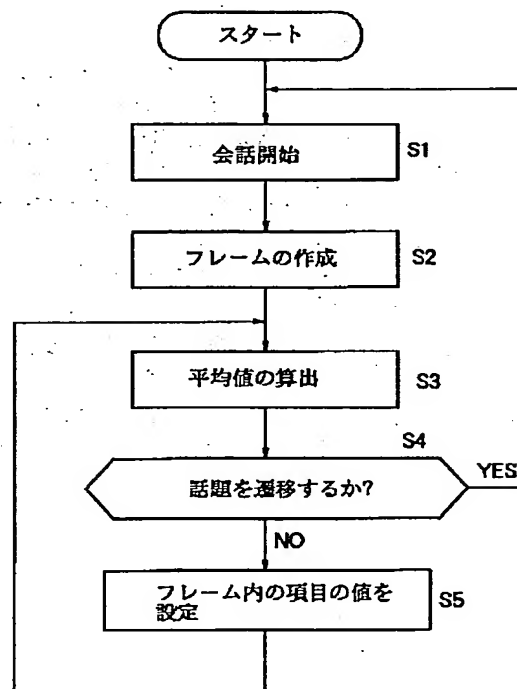 スタート
会話開始 S1
フレームの作成 S2
平均値の算出 S3
S4
話題を遷移するか? YES
NO
フレーム内の項目の値を S5
設定